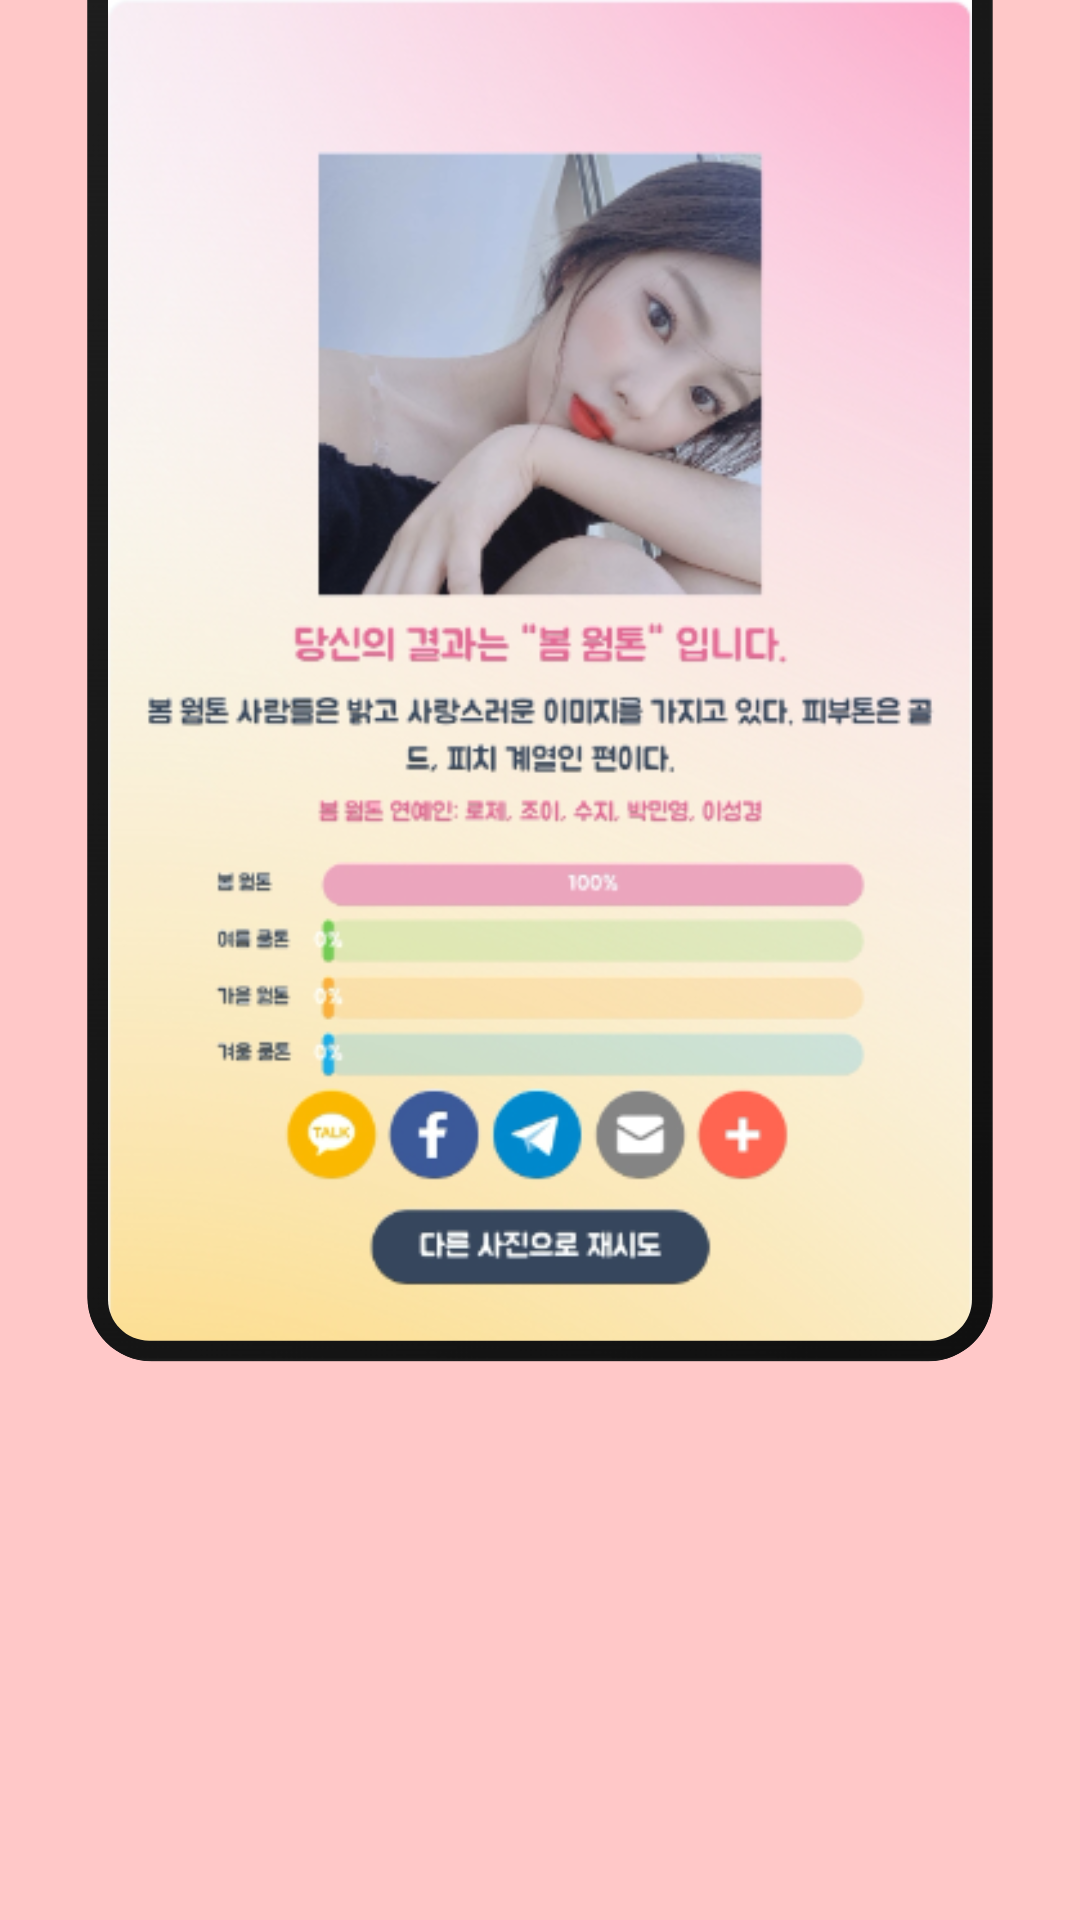 당신의 결과는 "봄 웜톤" 입니다.
봄 웜톤 사람들은 밝고 사랑스러운 이미지를 가지고 있다. 피부톤은 골
드, 피치 계열인 편이다.
봄 웜톤 연예인: 로제, 조이, 수지, 박민영, 이성경
봄 웜톤 100%
여름 쿨톤 0%
가을 웜톤 0%
겨울 쿨톤 0%
TALK
다른 사진으로 재시도